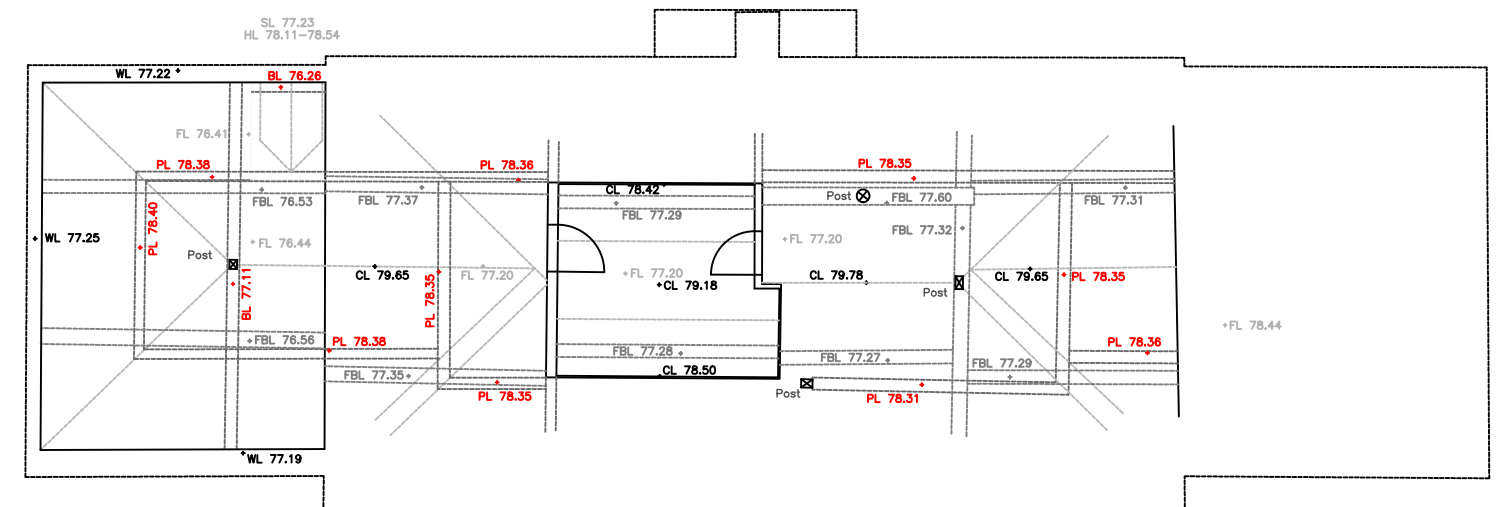 SL 77.23
HL 78.11–78.54
WL 77.22
BL 76.26
FL 76.41
PL 78.38
PL 78.36
PL 78.35
CL 78.42
Post
FBL 77.60
FBL 76.53
FBL 77.37
FBL 77.29
FBL 77.31
PL 78.40
FBL 77.32
WL 77.25
FL 76.44
FL 77.20
Post
CL 79.65
FL 77.20
FL 77.20
CL 79.78
CL 79.65
PL 78.35
BL 77.11
PL 78.35
CL 79.18
Post
FL 78.44
FBL 76.56
PL 78.38
PL 78.36
FBL 77.28
FBL 77.27
FBL 77.29
FBL 77.35
CL 78.50
PL 78.35
Post
PL 78.31
WL 77.19